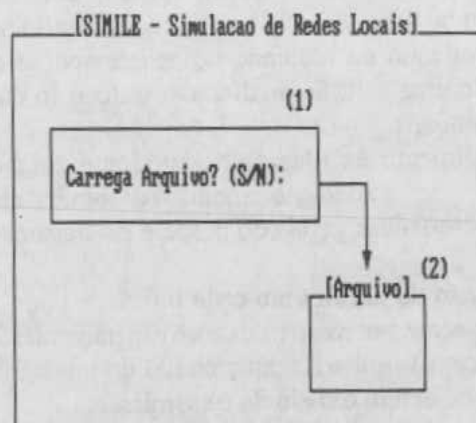 [SIMILE - Simulacao de Redes Locais]
(1)
Carrega Arquivo? (S/N):
(2)
[Arquivo]